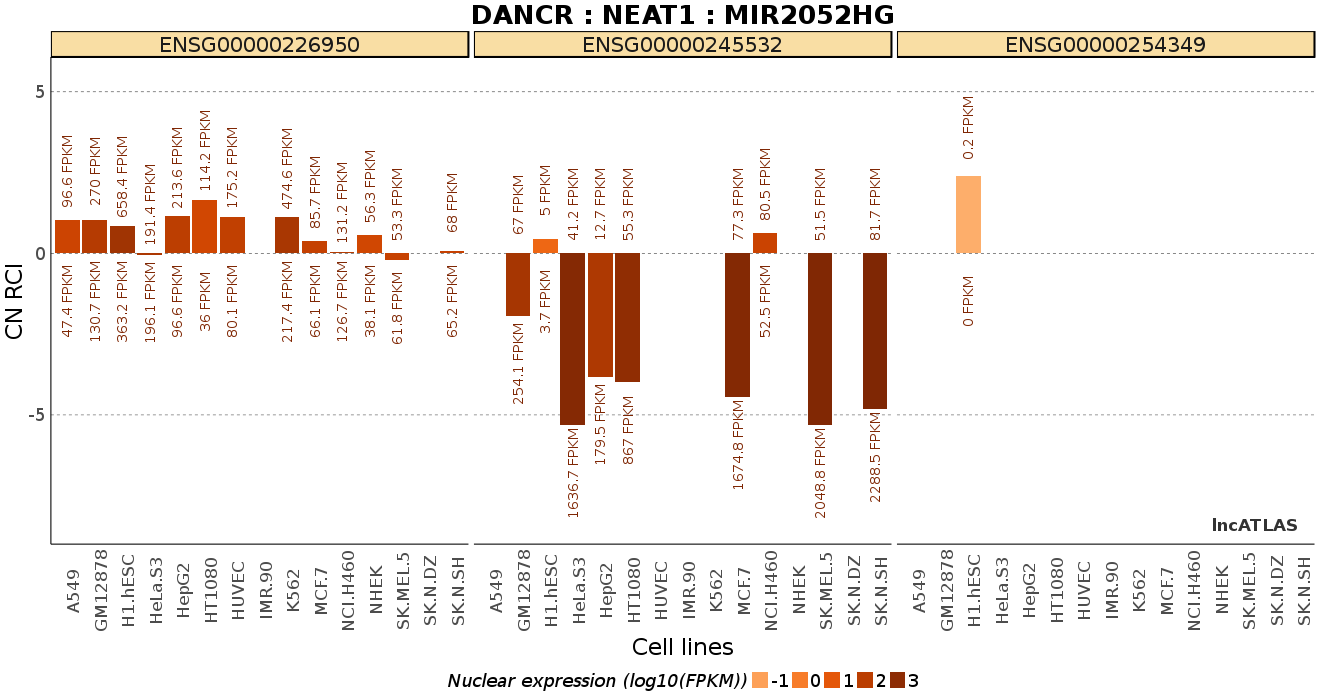 DANCR : NEAT1 : MIR2052HG
ENSG00000226950
ENSG00000245532
ENSG00000254349
CN RCI
5
0
-5
96.6 FPKM
270 FPKM
658.4 FPKM
191.4 FPKM
213.6 FPKM
114.2 FPKM
175.2 FPKM
474.6 FPKM
85.7 FPKM
131.2 FPKM
56.3 FPKM
53.3 FPKM
68 FPKM
47.4 FPKM
130.7 FPKM
363.2 FPKM
196.1 FPKM
96.6 FPKM
36 FPKM
80.1 FPKM
217.4 FPKM
66.1 FPKM
126.7 FPKM
38.1 FPKM
61.8 FPKM
65.2 FPKM
67 FPKM
5 FPKM
41.2 FPKM
12.7 FPKM
55.3 FPKM
77.3 FPKM
80.5 FPKM
51.5 FPKM
81.7 FPKM
254.1 FPKM
3.7 FPKM
1636.7 FPKM
179.5 FPKM
867 FPKM
1674.8 FPKM
52.5 FPKM
2048.8 FPKM
2288.5 FPKM
0.2 FPKM
0 FPKM
lncATLAS
A549
GM12878
H1.hESC
HeLa.S3
HepG2
HT1080
HUVEC
IMR.90
K562
MCF.7
NCI.H460
NHEK
SK.MEL.5
SK.N.DZ
SK.N.SH
A549
GM12878
H1.hESC
HeLa.S3
HepG2
HT1080
HUVEC
IMR.90
K562
MCF.7
NCI.H460
NHEK
SK.MEL.5
SK.N.DZ
SK.N.SH
A549
GM12878
H1.hESC
HeLa.S3
HepG2
HT1080
HUVEC
IMR.90
K562
MCF.7
NCI.H460
NHEK
SK.MEL.5
SK.N.DZ
SK.N.SH
Cell lines
Nuclear expression (log10(FPKM)) -1 0 1 2 3